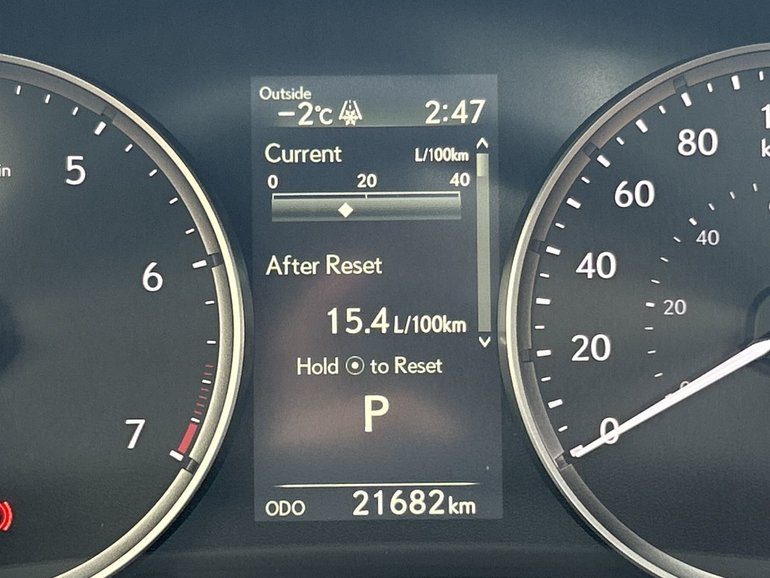 Outside
-2°C 2:47
Current L/100km
0 20 40
After Reset
15.4 L/100km
Hold ⦿ to Reset
P
ODO 21682 km
5
6
7
80
60
40
20
0
40
20
0